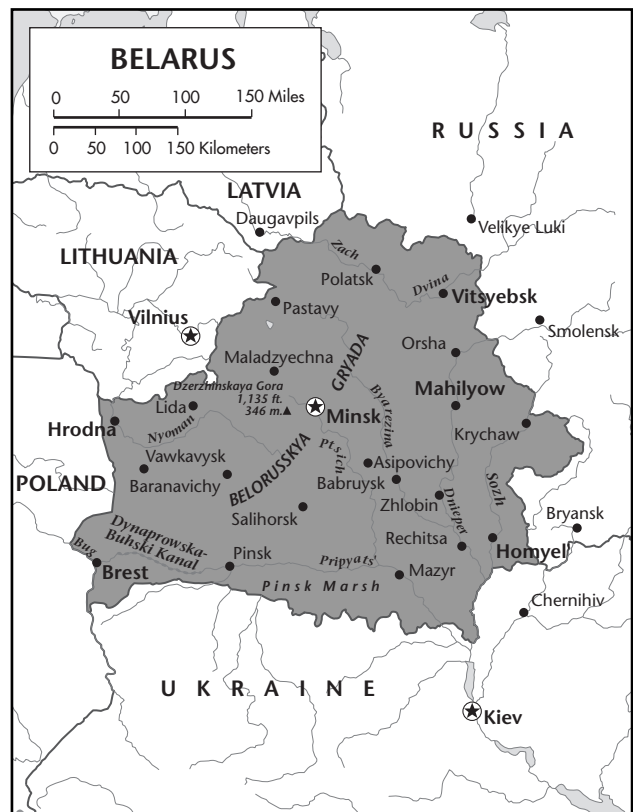 BELARUS
0 50 100 150 Miles
0 50 100 150 Kilometers
RUSSIA
LATVIA
Daugavpils
Velikye Luki
LITHUANIA
Zach
Polatsk
Dvina
Vitsyebsk
Pastavy
Vilnius
Smolensk
Orsha
Maladzyechna
GRYADA
Dzerzhinskaya Gora
1,135 ft.
346 m.
Mahilyow
Byarezina
Lida
Minsk
Hrodna
Nyoman
Krychaw
Ptsich
Vawkavysk
Asipovichy
POLAND
Baranavichy
BELORUSSKYA
Babruysk
Sozh
Zhlobin
Dnieper
Salihorsk
Bryansk
Dynaprowska-
Buhski Kanal
Rechitsa
Bug
Pinsk
Pripyats'
Homyel
Brest
Mazyr
Pinsk Marsh
Chernihiv
UKRAINE
Kiev